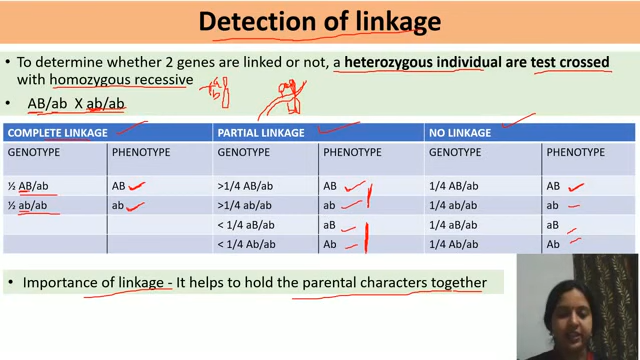 Detection of linkage
• To determine whether 2 genes are linked or not, a heterozygous individual are test crossed
with homozygous recessive
• AB/ab X ab/ab
COMPLETE LINKAGE PARTIAL LINKAGE NO LINKAGE
GENOTYPE PHENOTYPE GENOTYPE PHENOTYPE GENOTYPE PHENOTYPE
½ AB/ab AB >1/4 AB/ab AB 1/4 AB/ab AB
½ ab/ab ab >1/4 ab/ab ab 1/4 ab/ab ab
< 1/4 aB/ab aB 1/4 aB/ab aB
< 1/4 Ab/ab Ab 1/4 Ab/ab Ab
• Importance of linkage - It helps to hold the parental characters together